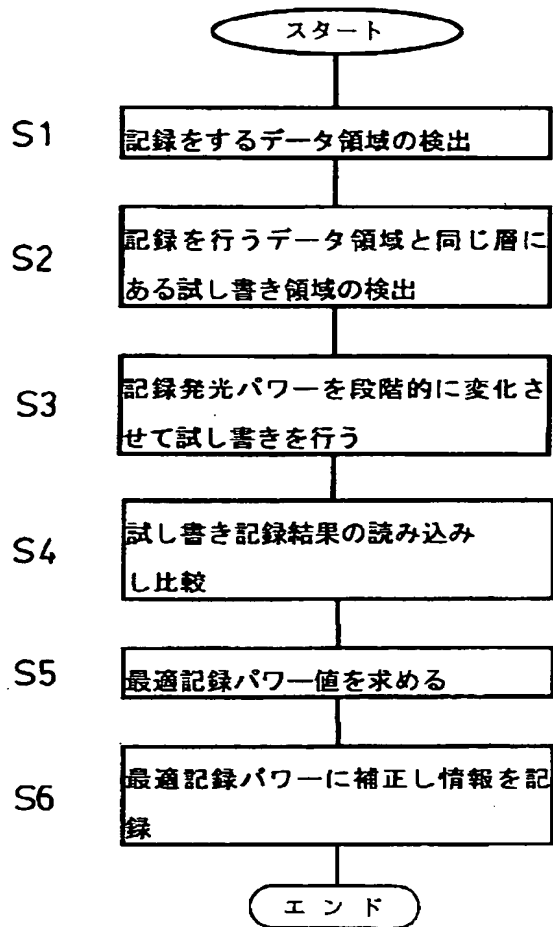 スタート
S1
記録をするデータ領域の検出
S2
記録を行うデータ領域と同じ層に
ある試し書き領域の検出
S3
記録発光パワーを段階的に変化さ
せて試し書きを行う
S4
試し書き記録結果の読み込み
し比較
S5
最適記録パワー値を求める
S6
最適記録パワーに補正し情報を記
録
エンド